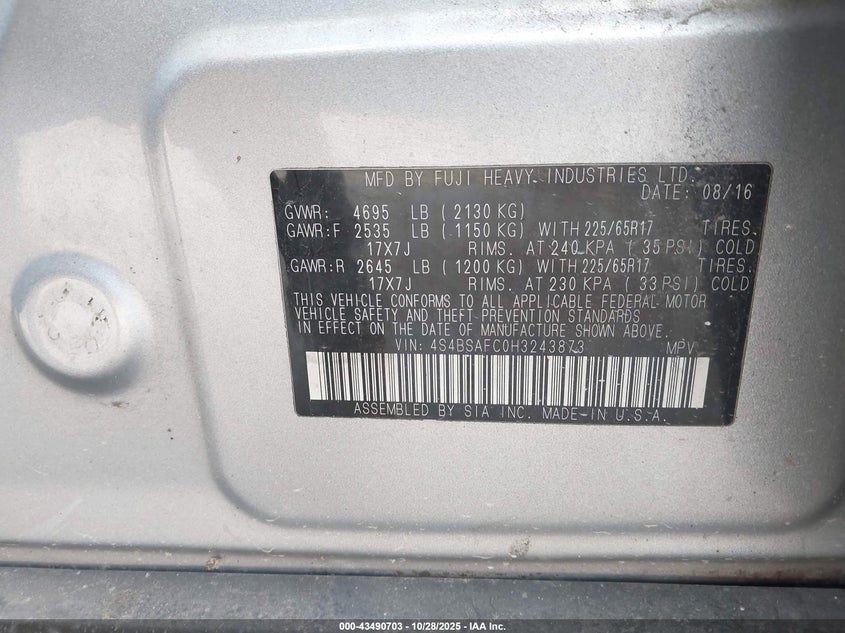 MFD BY FUJI HEAVY INDUSTRIES LTD.
DATE: 08/16
GVWR: 4695 LB ( 2130 KG)
GAWR:F 2535 LB ( 1150 KG) WITH 225/65R17 TIRES.
17X7J RIMS. AT 240 KPA ( 35 PSI) COLD
GAWR:R 2645 LB ( 1200 KG) WITH 225/65R17 TIRES.
17X7J RIMS. AT 230 KPA ( 33 PSI) COLD
THIS VEHICLE CONFORMS TO ALL APPLICABLE FEDERAL MOTOR
VEHICLE SAFETY AND THEFT PREVENTION STANDARDS
IN EFFECT ON THE DATE OF MANUFACTURE SHOWN ABOVE.
VIN: 4S4BSAFC0H3243873 MPV
ASSEMBLED BY SIA INC. MADE-IN U.S.A.
000-43490703 - 10/28/2025 - IAA Inc.